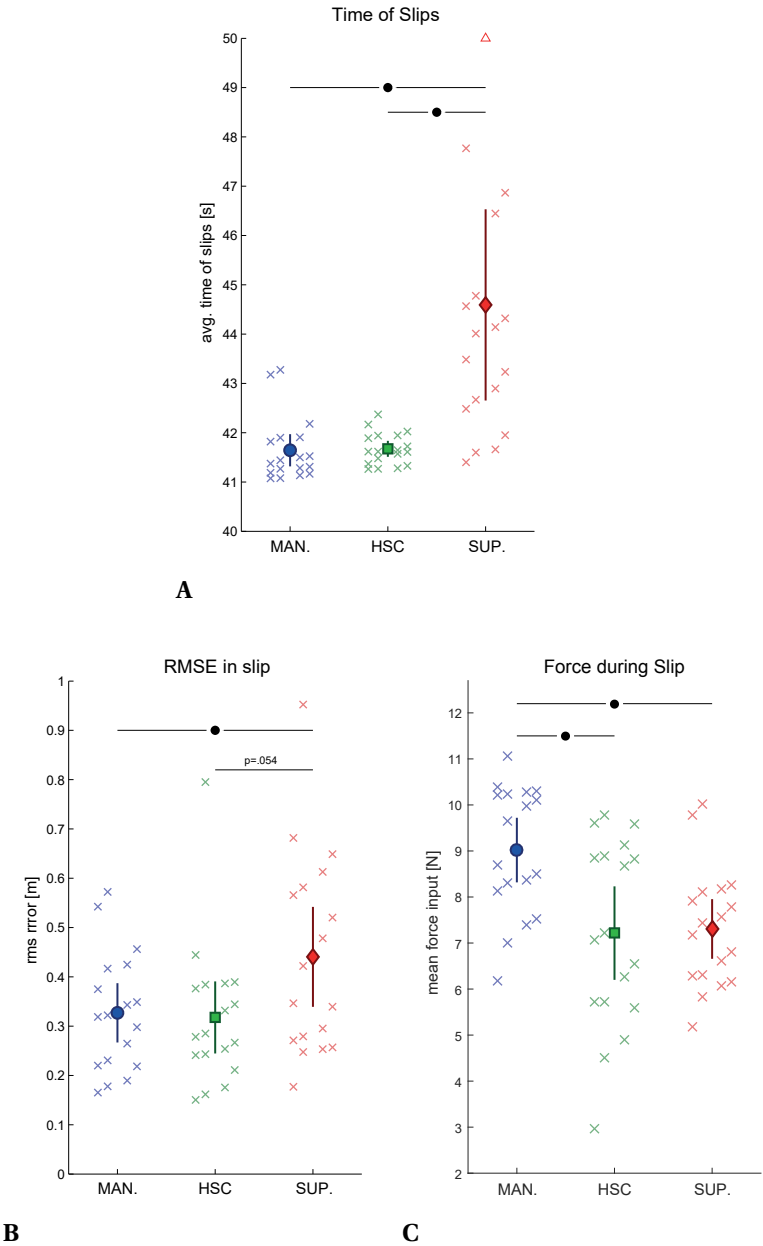 Time of Slips
avg. time of slips [s]
50
49
48
47
46
45
44
43
42
41
40
MAN. HSC SUP.
A
RMSE in slip
rms rrror [m]
1
0.9
0.8
0.7
0.6
0.5
0.4
0.3
0.2
0.1
0
p=.054
MAN. HSC SUP.
B
Force during Slip
mean force input [N]
12
11
10
9
8
7
6
5
4
3
2
MAN. HSC SUP.
C